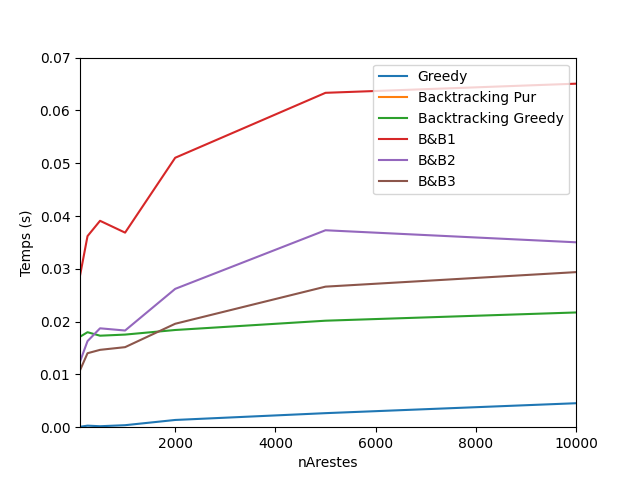 0.07
0.06
0.05
0.04
0.03
0.02
0.01
0.00
Temps (s)
Greedy
Backtracking Pur
Backtracking Greedy
B&B1
B&B2
B&B3
2000 4000 6000 8000 10000
nArestes